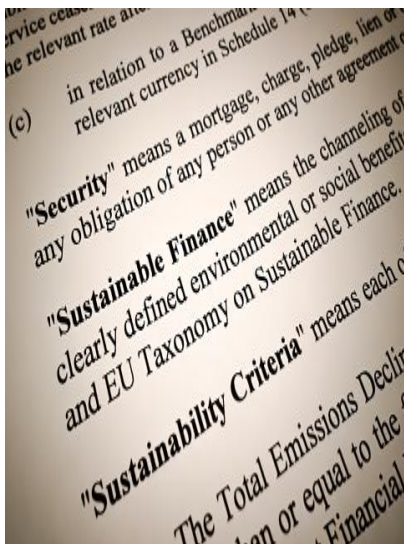 ervice cease
the relevant rate
in relation to a Benchmark
(c) relevant currency in Schedule 14
"Security" means a mortgage, charge, pledge, lien or
any obligation of any person or any other agreement
"Sustainable Finance" means the channeling of
clearly defined environmental or social benefit
and EU Taxonomy on Sustainable Finance.
"Sustainability Criteria" means each
The Total Emissions Declin
an or equal to the
Financial